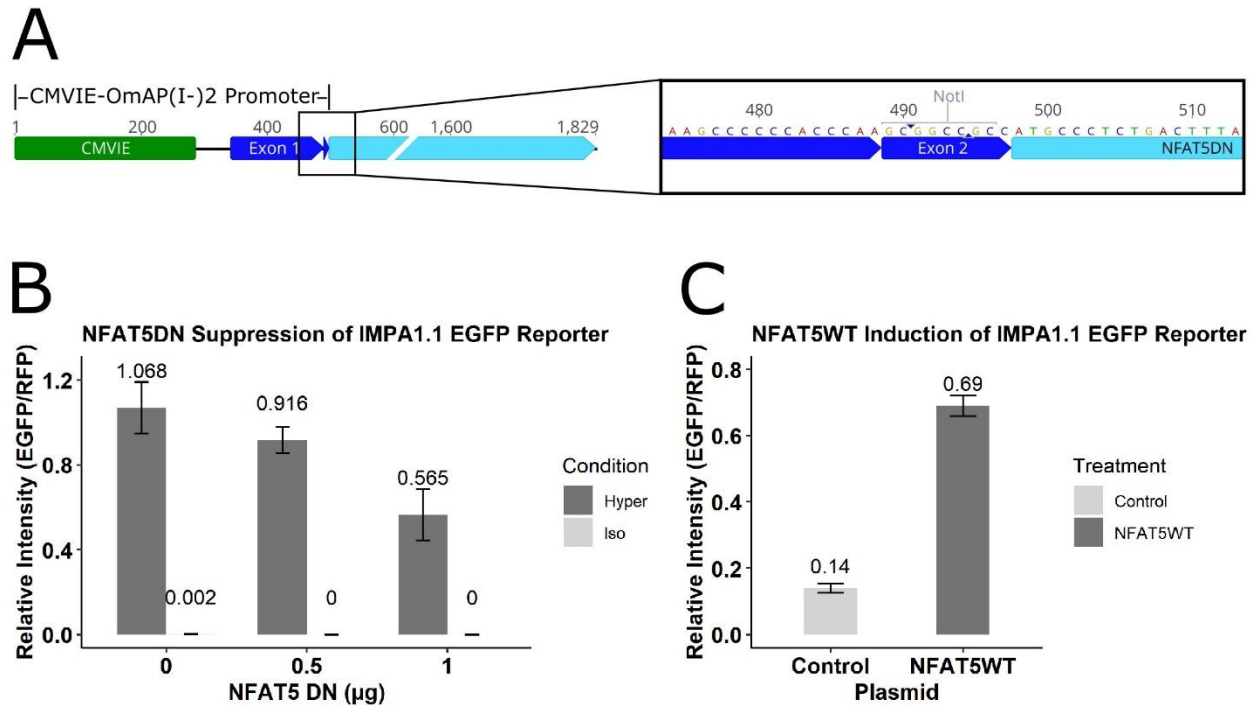 A
CMVIE-OmAP(I-)2 Promoter
1 200 400 600 1,600 1,829
CMVIE Exon 1
480 490 500 510
NotI
AAGCCCCCCACCCAAGCGGCCGCCATGCCCTCTGACTTTA
Exon 2 NFAT5DN
B
NFAT5DN Suppression of IMPA1.1 EGFP Reporter
Relative Intensity (EGFP/RFP)
1.2
0.8
0.4
0.0
1.068
0.002
0.916
0
0.565
0
0 0.5 1
NFAT5 DN (µg)
Condition
Hyper
Iso
C
NFAT5WT Induction of IMPA1.1 EGFP Reporter
Relative Intensity (EGFP/RFP)
0.8
0.6
0.4
0.2
0.0
0.14
0.69
Control NFAT5WT
Plasmid
Treatment
Control
NFAT5WT